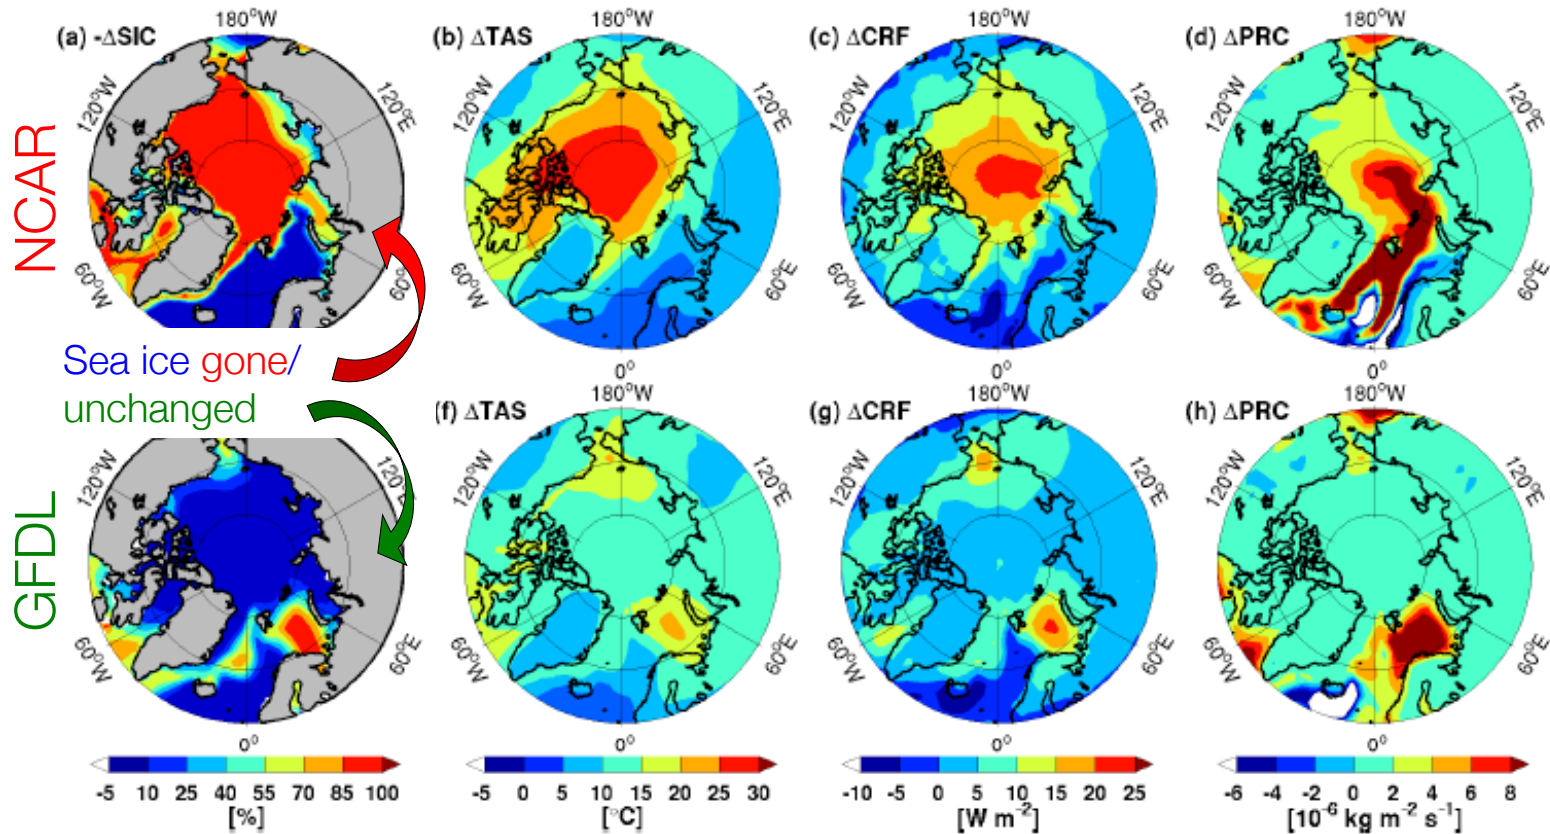 (a) -ΔSIC
180°W
120°W
120°E
60°W
60°E
(b) ΔTAS
180°W
120°W
120°E
60°W
60°E
0°
(c) ΔCRF
180°W
120°W
120°E
60°W
60°E
0°
(d) ΔPRC
180°W
120°W
120°E
60°W
60°E
0°
NCAR
Sea ice gone/
unchanged
GFDL
120°W
120°E
60°W
60°E
0°
(f) ΔTAS
180°W
120°W
120°E
60°W
60°E
0°
(g) ΔCRF
180°W
120°W
120°E
60°W
60°E
0°
(h) ΔPRC
180°W
120°W
120°E
60°W
60°E
0°
-5 10 25 40 55 70 85 100
[%]
-5 0 5 10 15 20 25 30
[°C]
-10 -5 0 5 10 15 20 25
[W m⁻²]
-6 -4 -2 0 2 4 6 8
[10⁻⁶ kg m⁻² s⁻¹]